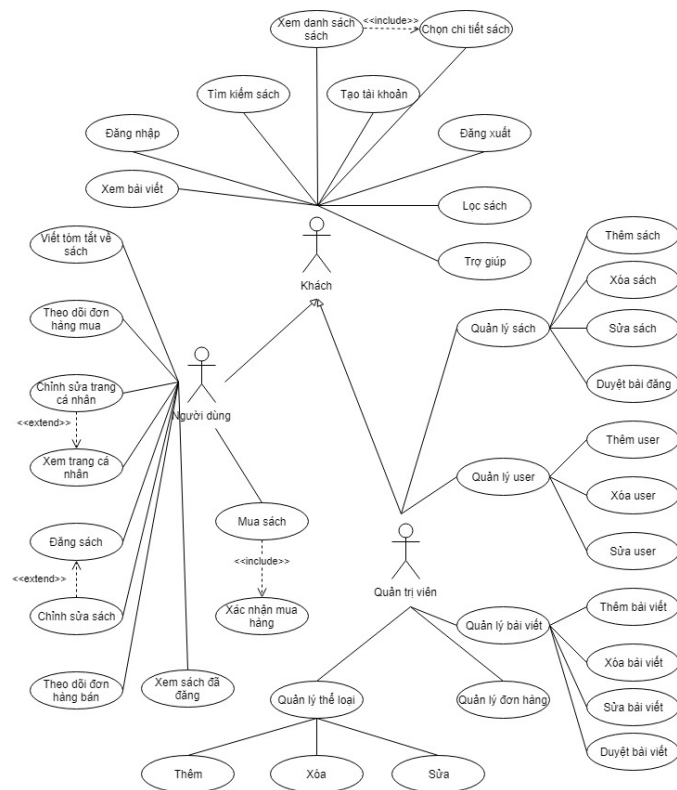 Xem danh sách
sách
<<include>>
Chọn chi tiết sách
Tìm kiếm sách
Tạo tài khoản
Đăng nhập
Đăng xuất
Xem bài viết
Lọc sách
Trợ giúp
Khách
Viết tóm tắt về
sách
Theo dõi đơn
hàng mua
Chỉnh sửa trang
cá nhân
<<extend>>
Xem trang cá
nhân
Người dùng
Đăng sách
<<extend>>
Chỉnh sửa sách
Theo dõi đơn
hàng bán
Xem sách đã
đăng
Mua sách
<<include>>
Xác nhận mua
hàng
Thêm sách
Xóa sách
Quản lý sách
Sửa sách
Duyệt bài đăng
Thêm user
Quản lý user
Xóa user
Sửa user
Quản trị viên
Quản lý bài viết
Thêm bài viết
Xóa bài viết
Sửa bài viết
Duyệt bài viết
Quản lý thể loại
Quản lý đơn hàng
Thêm
Xóa
Sửa